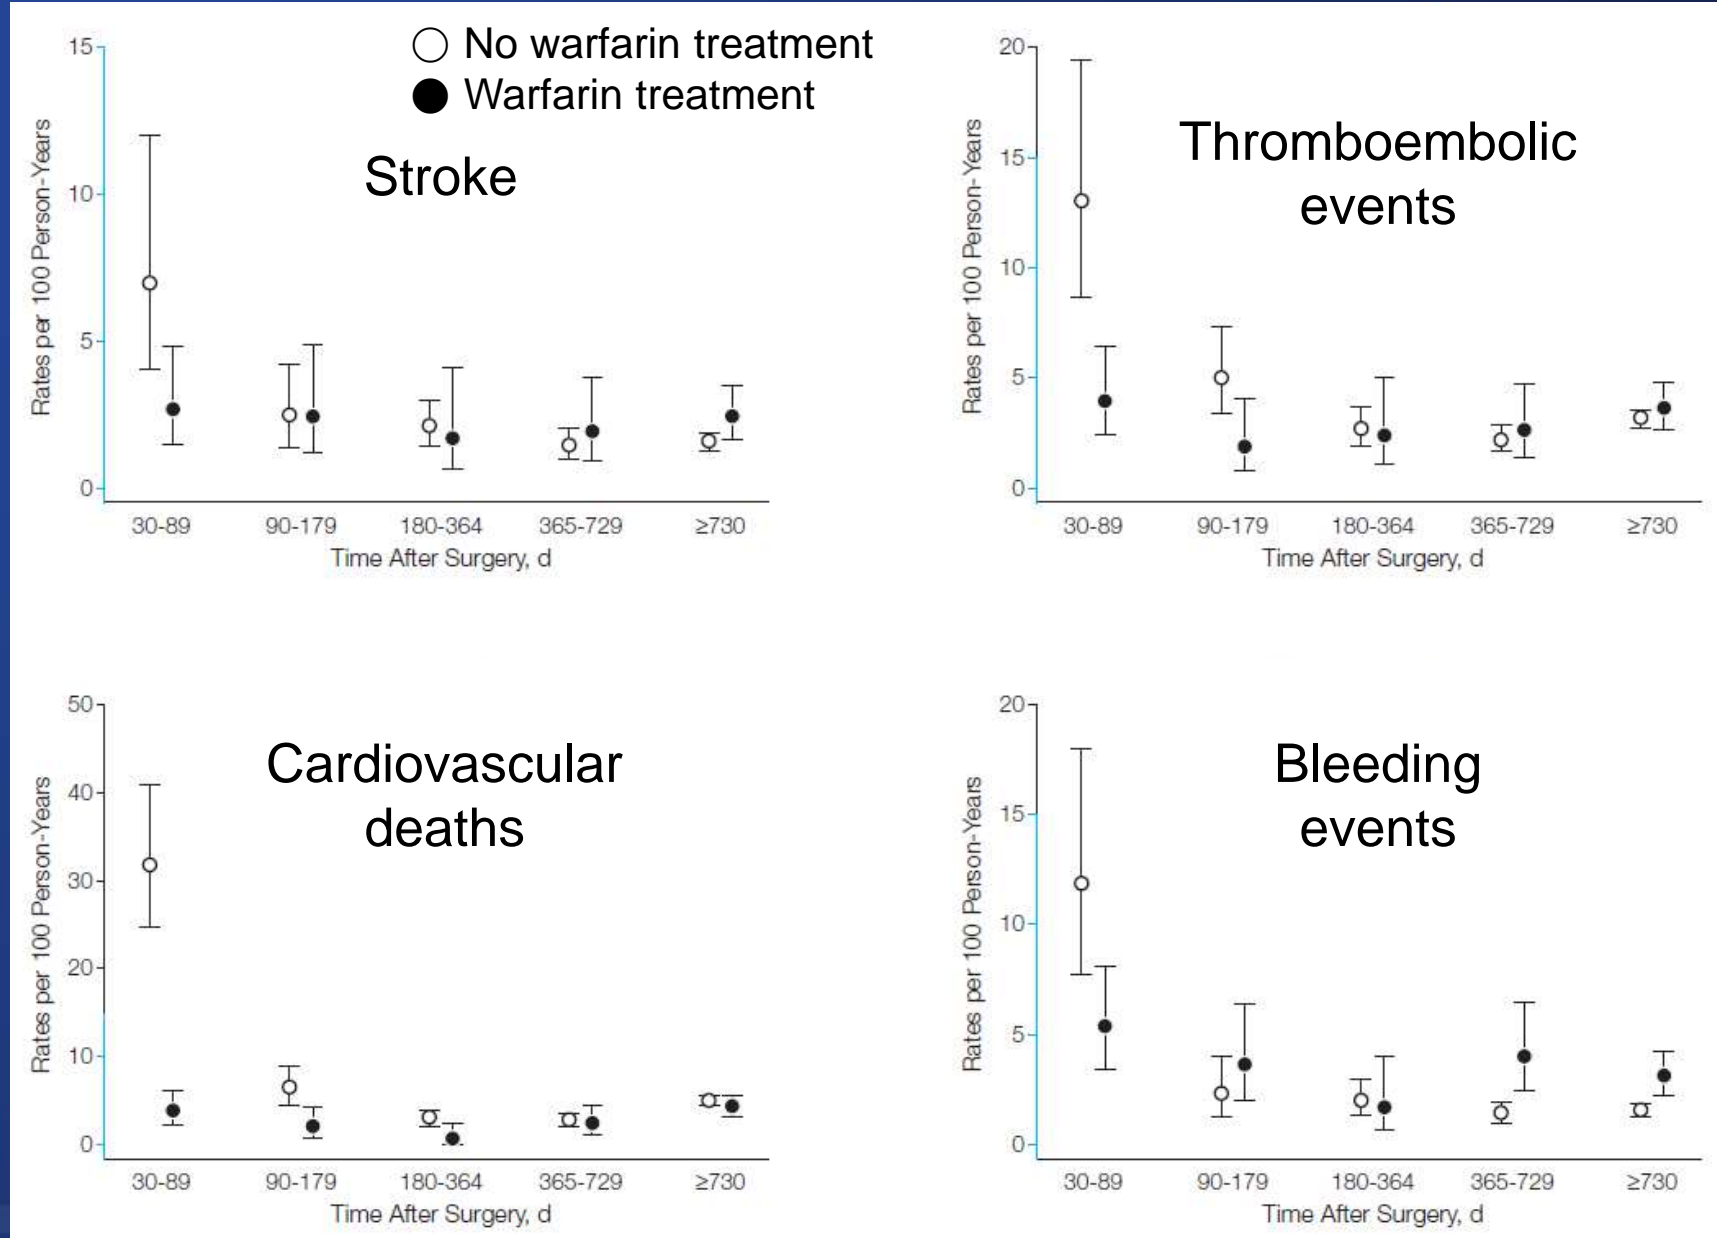 No warfarin treatment
Warfarin treatment
Stroke
Rates per 100 Person-Years
15
10
5
0
30-89 90-179 180-364 365-729 ≥730
Time After Surgery, d
Thromboembolic
events
Rates per 100 Person-Years
20
15
10
5
0
30-89 90-179 180-364 365-729 ≥730
Time After Surgery, d
Cardiovascular
deaths
Rates per 100 Person-Years
50
40
30
20
10
0
30-89 90-179 180-364 365-729 ≥730
Time After Surgery, d
Bleeding
events
Rates per 100 Person-Years
20
15
10
5
0
30-89 90-179 180-364 365-729 ≥730
Time After Surgery, d